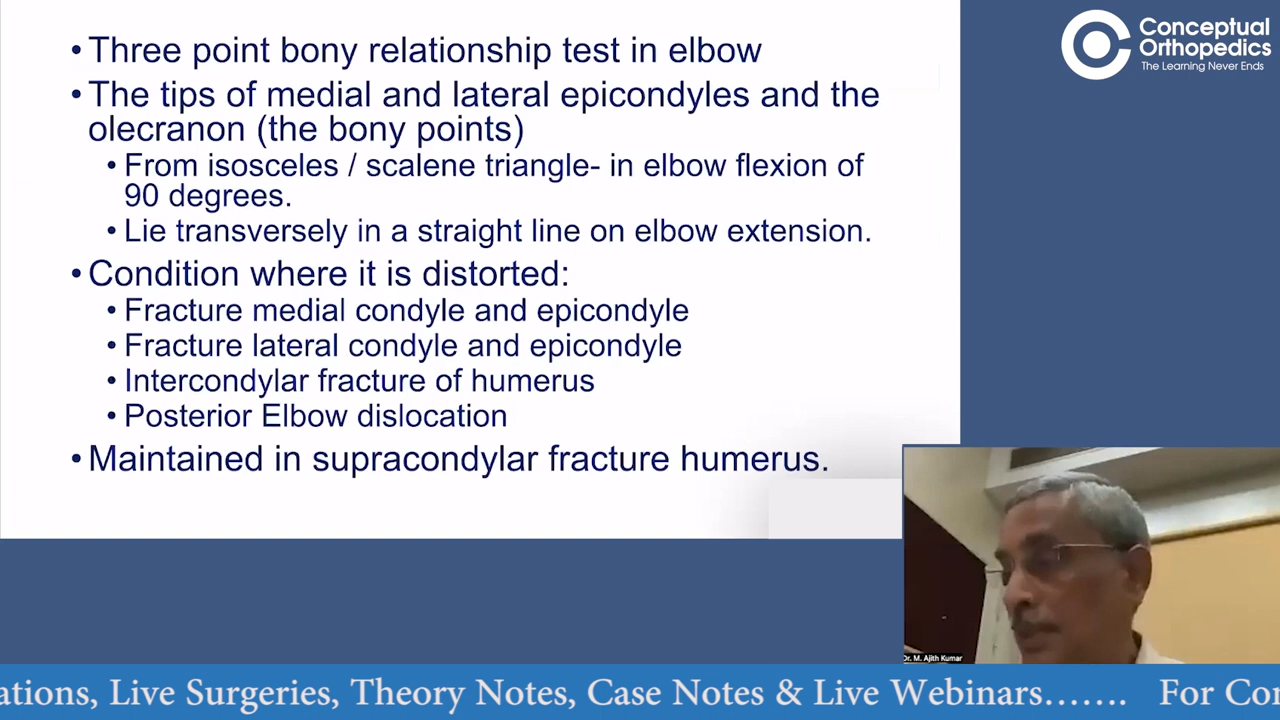 • Three point bony relationship test in elbow
• The tips of medial and lateral epicondyles and the
olecranon (the bony points)
• From isosceles / scalene triangle- in elbow flexion of
90 degrees.
• Lie transversely in a straight line on elbow extension.
• Condition where it is distorted:
• Fracture medial condyle and epicondyle
• Fracture lateral condyle and epicondyle
• Intercondylar fracture of humerus
• Posterior Elbow dislocation
• Maintained in supracondylar fracture humerus.
Conceptual
Orthopedics
The Learning Never Ends
Dr. M. Ajith Kumar
ations, Live Surgeries, Theory Notes, Case Notes & Live Webinars……. For Con